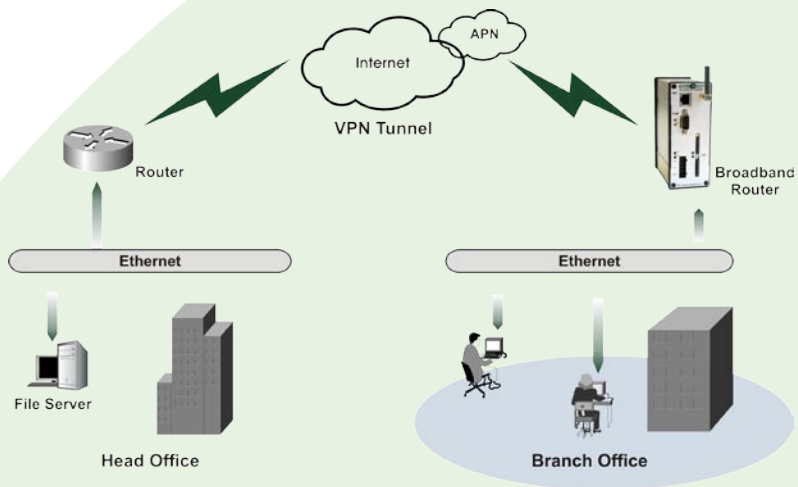 APN
Internet
VPN Tunnel
Router
Broadband
Router
Ethernet
Ethernet
File Server
Head Office
Branch Office